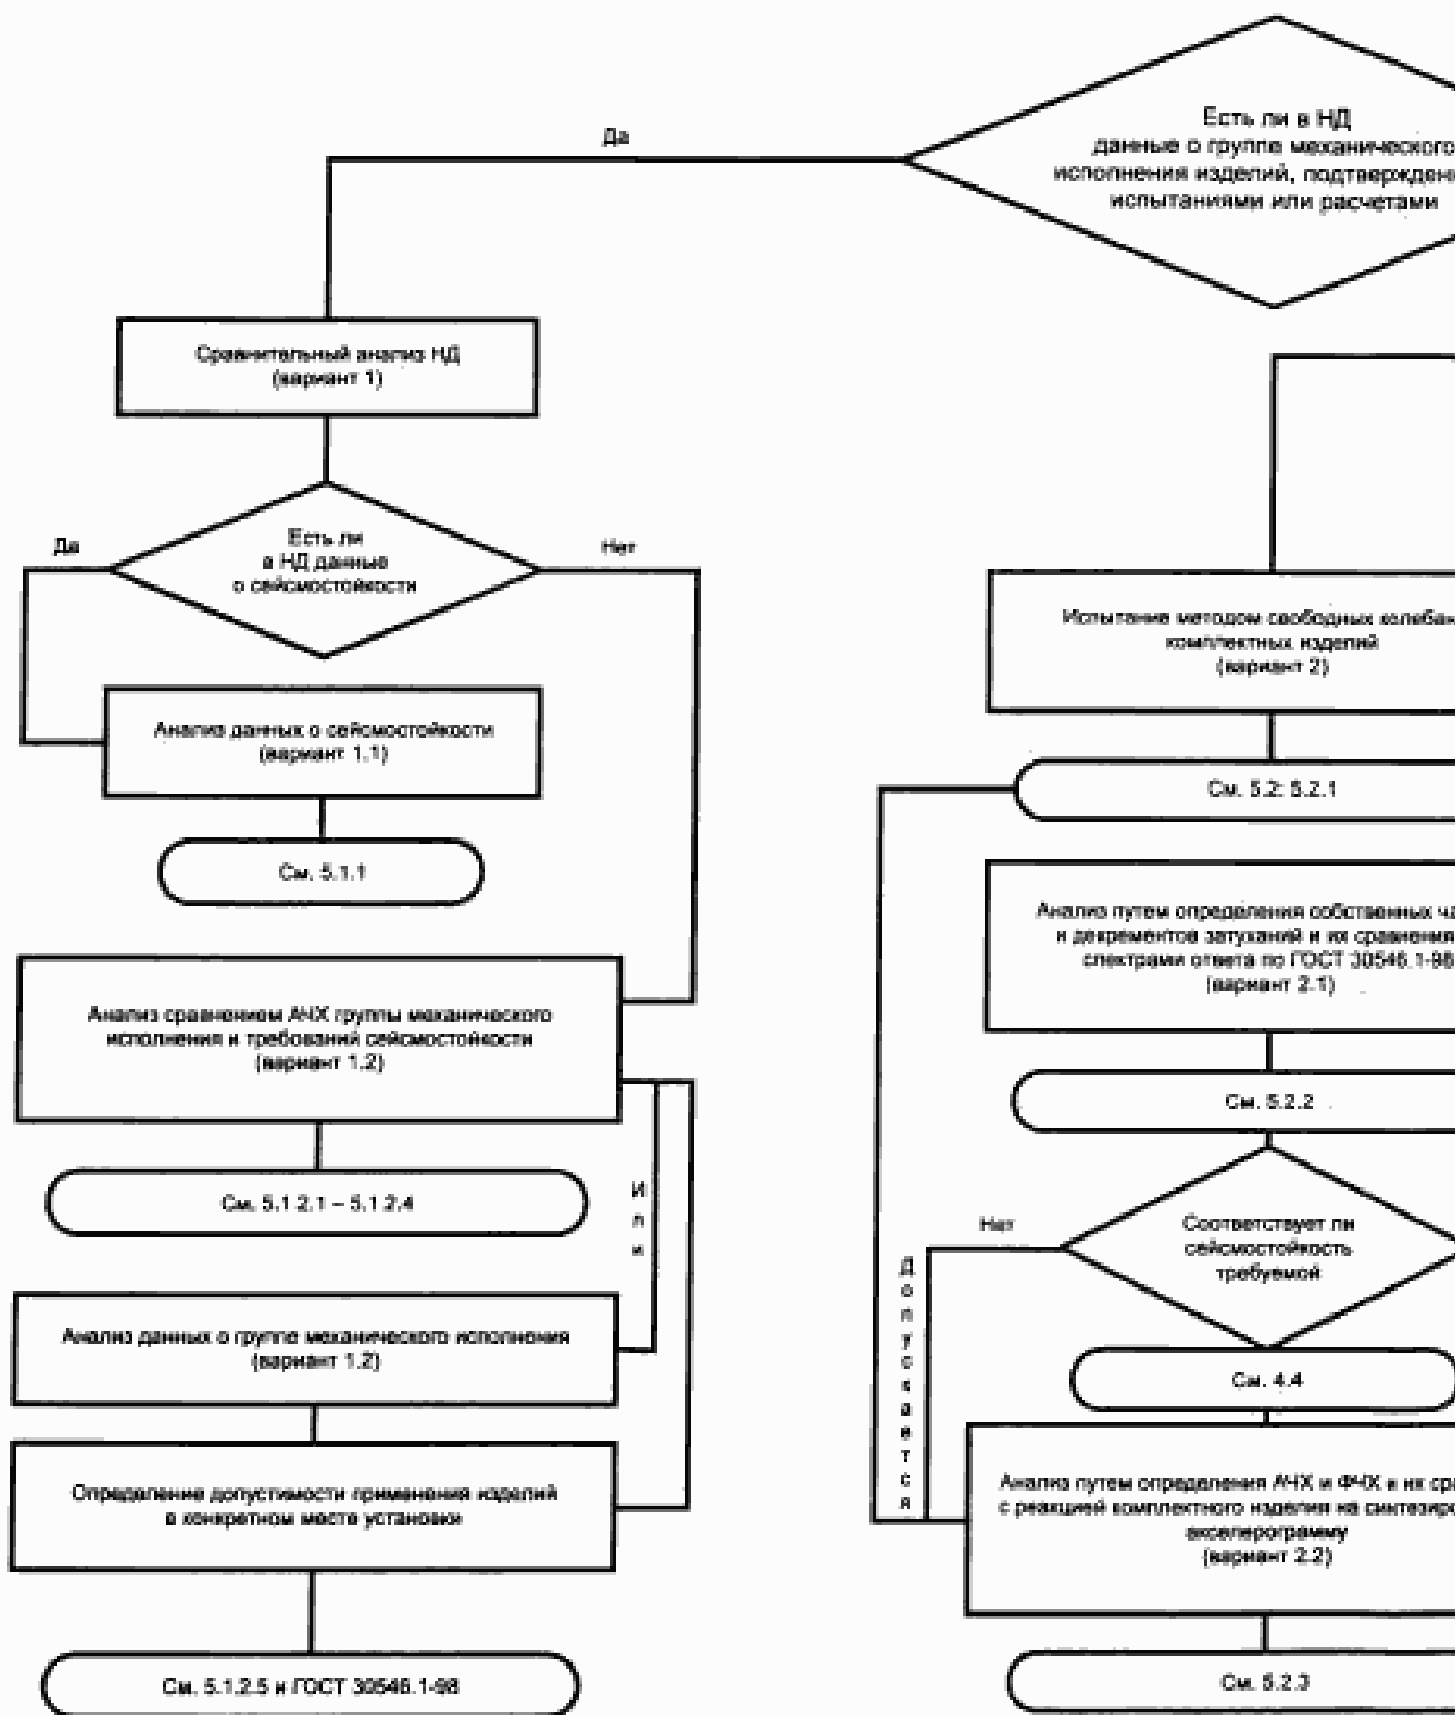 Есть ли в НД
данные о группе механического
исполнения изделий, подтвержден
испытаниями или расчетами
Да
Сравнительный анализ НД
(вариант 1)
Есть ли
в НД данные
о сейсмостойкости
Да
Нет
Анализ данных о сейсмостойкости
(вариант 1.1)
См. 5.1.1
Анализ сравнением АЧХ группы механического
исполнения и требований сейсмостойкости
(вариант 1.2)
См. 5.1.2.1 – 5.1.2.4
Или
Анализ данных о группе механического исполнения
(вариант 1.2)
Определение допустимости применения изделий
в конкретном месте установки
См. 5.1.2.5 и ГОСТ 30546.1-98
Испытание методом свободных колебан
комплектных изделий
(вариант 2)
См. 5.2: 5.2.1
Анализ путем определения собственных ча
и декрементов затуханий и их сравнения
спектрами ответа по ГОСТ 30546.1-98
(вариант 2.1)
См. 5.2.2
Нет
Соответствует ли
сейсмостойкость
требуемой
Допускается
См. 4.4
Анализ путем определения АЧХ и ФЧХ и их сра
с реакцией комплектного изделия на синтезиро
акселерограмму
(вариант 2.2)
См. 5.2.3